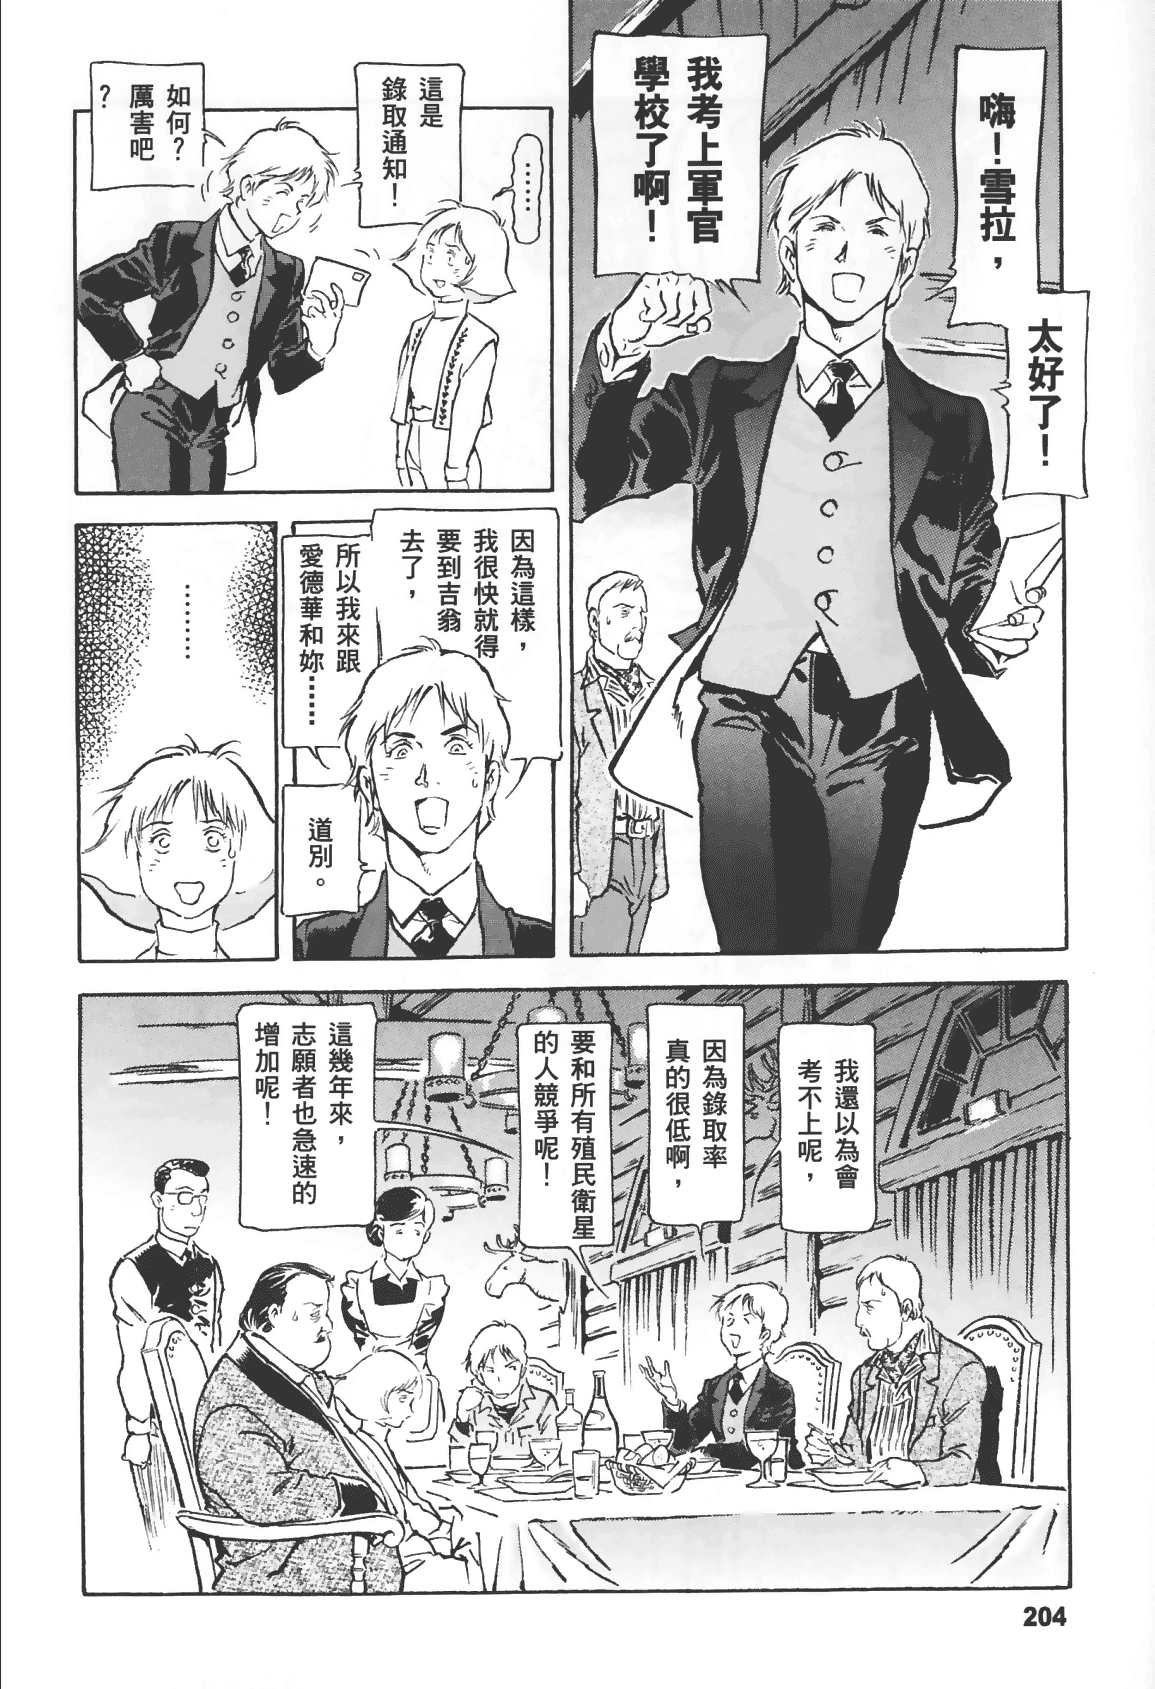 嗨！雪拉，
太好了！
我考上軍官
學校了啊！
……
這是
錄取通知！
如何？
厲害吧
？
因為這樣，
我很快就得
要到吉翁
去了，
所以我來跟
愛德華和妳……
道別。
………
我還以為會
考不上呢，
因為錄取率
真的很低啊，
要和所有殖民衛星
的人競爭呢！
這幾年來，
志願者也急速的
增加呢！
204